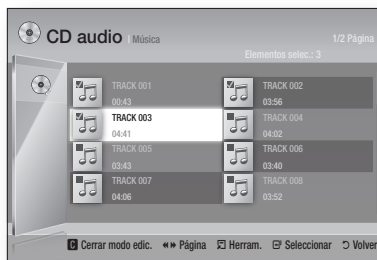 CD audio | Música 1/2 Página
Elementos selec.: 3
TRACK 001 TRACK 002
00:43 03:56
TRACK 003 TRACK 004
04:41 04:02
TRACK 005 TRACK 006
03:43 03:40
TRACK 007 TRACK 008
04:06 03:52
C Cerrar modo edic. Página Herram. Seleccionar Volver